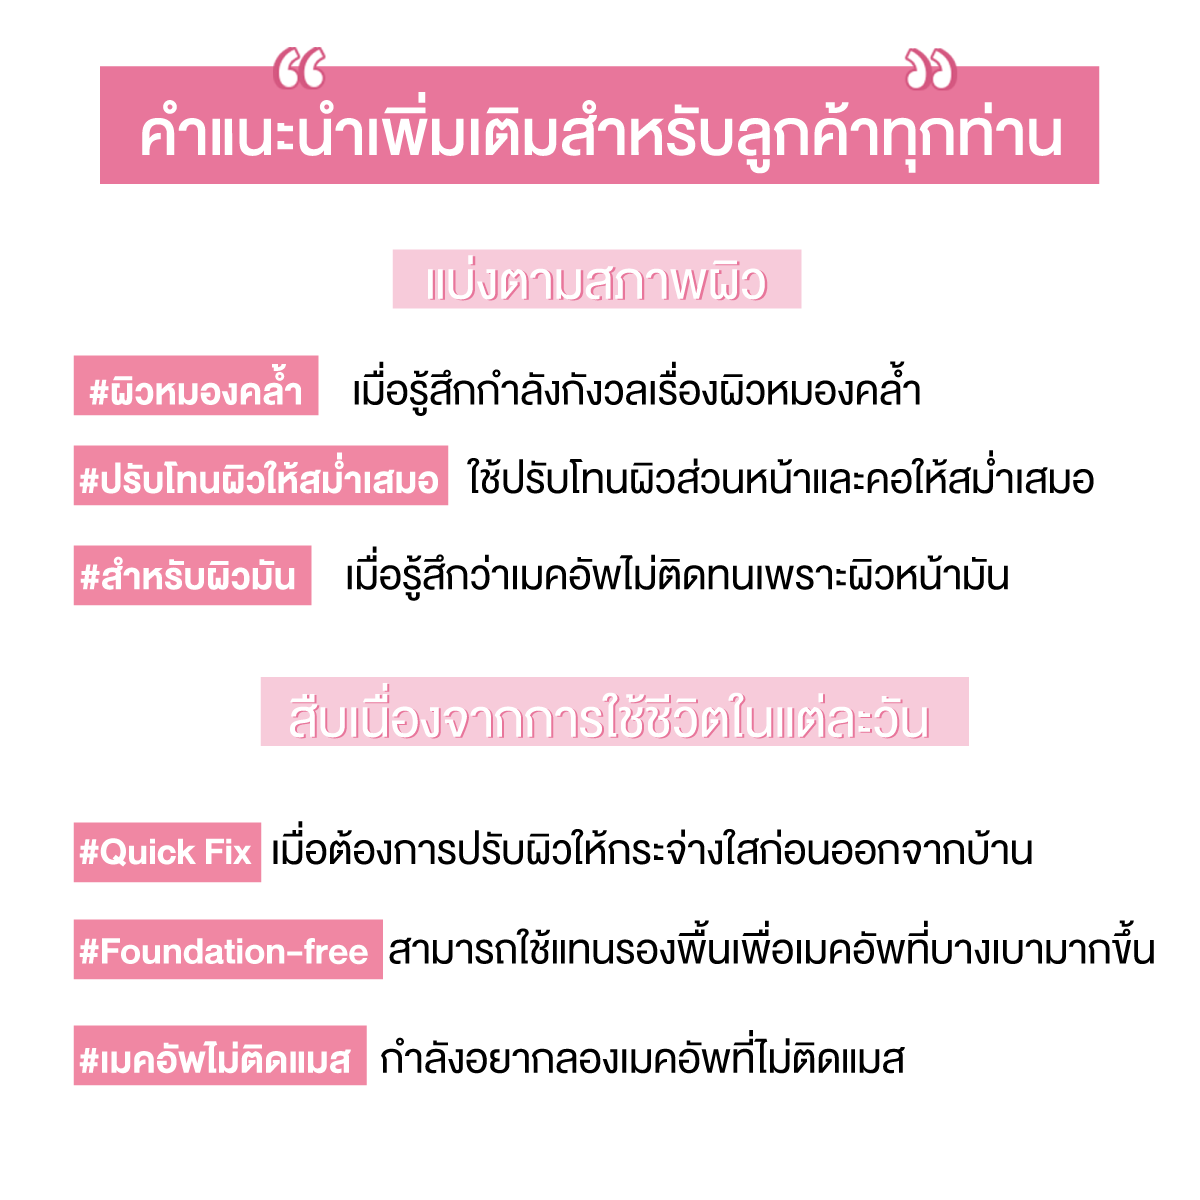 “ ”
คำแนะนำเพิ่มเติมสำหรับลูกค้าทุกท่าน
แบ่งตามสภาพผิว
#ผิวหมองคล้ำ เมื่อรู้สึกกำลังกังวลเรื่องผิวหมองคล้ำ
#ปรับโทนผิวให้สม่ำเสมอ ใช้ปรับโทนผิวส่วนหน้าและคอให้สม่ำเสมอ
#สำหรับผิวมัน เมื่อรู้สึกว่าเมคอัพไม่ติดทนเพราะผิวหน้ามัน
สืบเนื่องจากการใช้ชีวิตในแต่ละวัน
#Quick Fix เมื่อต้องการปรับผิวให้กระจ่างใสก่อนออกจากบ้าน
#Foundation-free สามารถใช้แทนรองพื้นเพื่อเมคอัพที่บางเบามากขึ้น
#เมคอัพไม่ติดแมส กำลังอยากลองเมคอัพที่ไม่ติดแมส